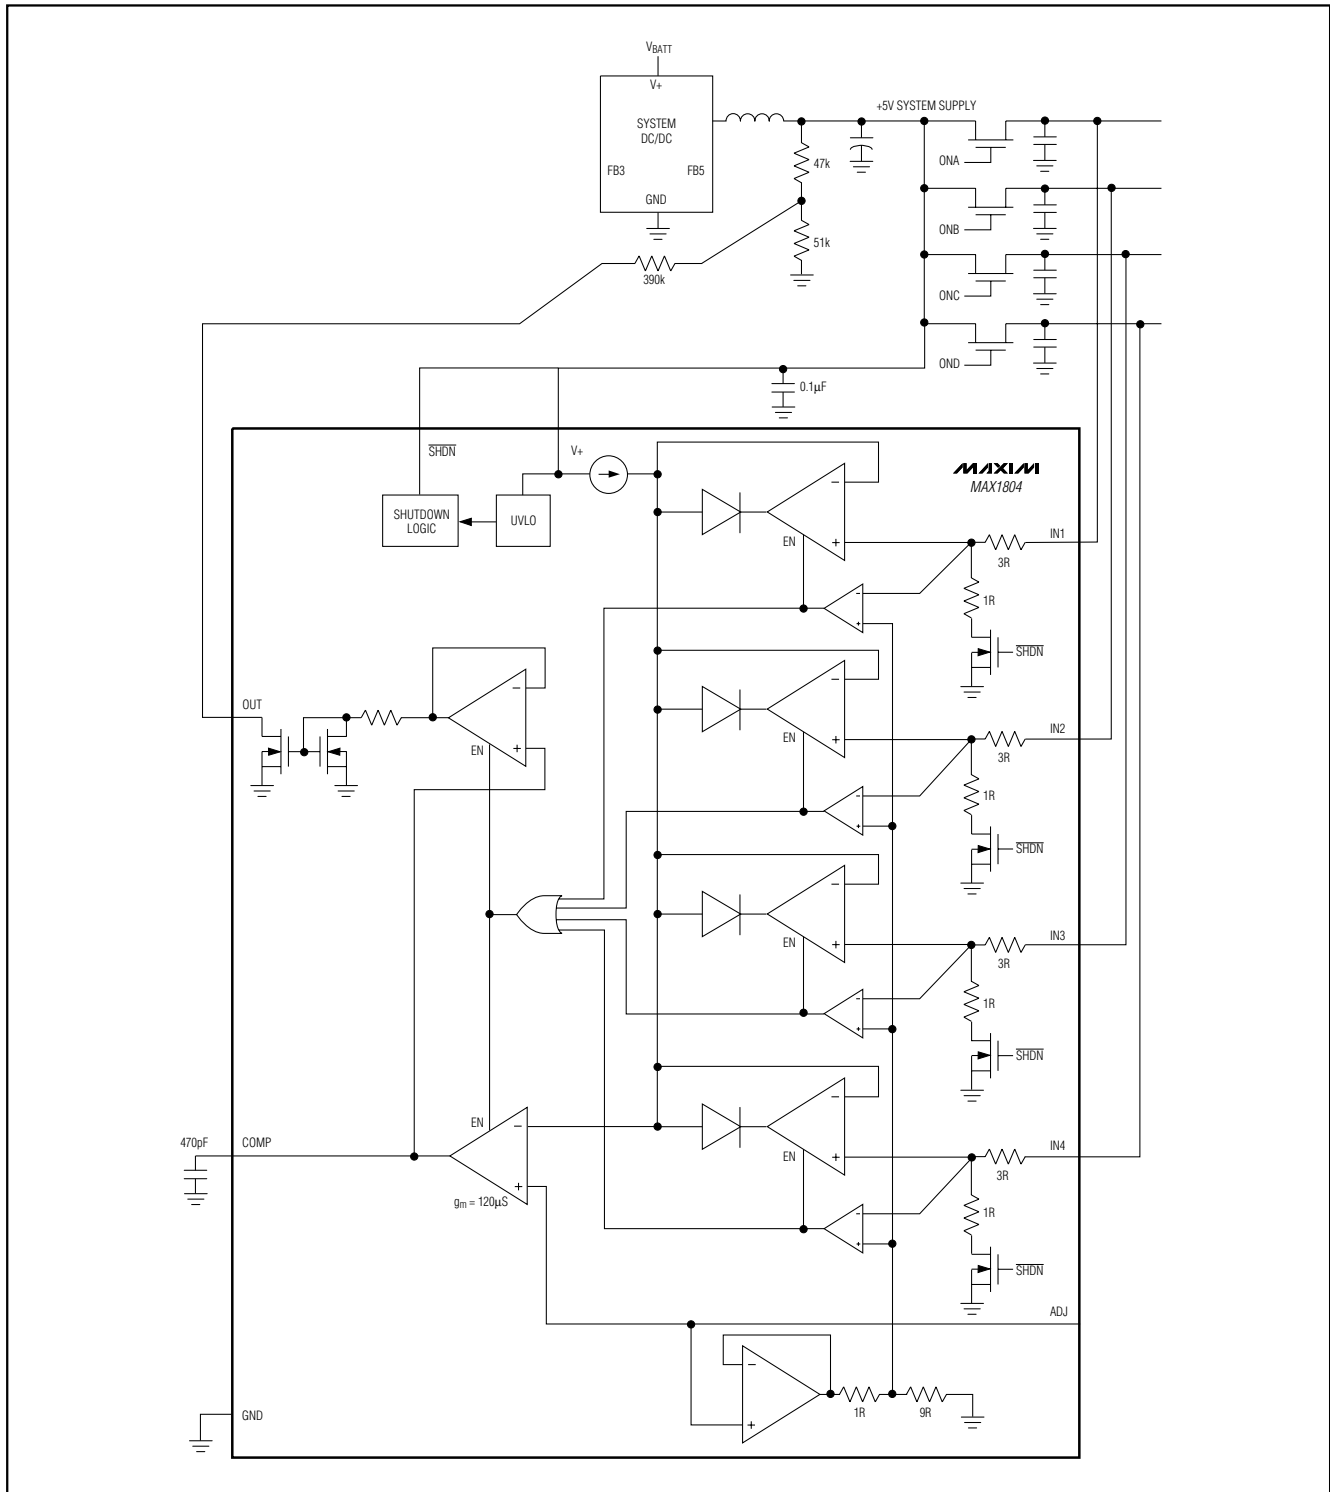 VBATT
V+
SYSTEM
DC/DC
FB3
FB5
GND
+5V SYSTEM SUPPLY
47k
51k
390k
ONA
ONB
ONC
OND
0.1µF
SHDN
V+
SHUTDOWN
LOGIC
UVLO
MAXIM
MAX1804
-
+
EN
IN1
3R
1R
-
+
SHDN
-
+
EN
IN2
3R
1R
-
+
SHDN
OUT
-
+
EN
-
+
EN
IN3
3R
1R
-
+
SHDN
-
+
EN
IN4
3R
1R
-
+
SHDN
470pF
COMP
EN
-
+
gm = 120µS
ADJ
-
+
1R
9R
GND